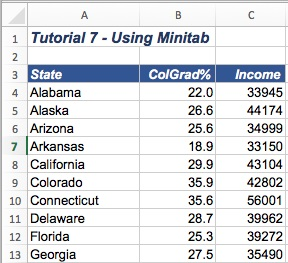 A B C
1 Tutorial 7 - Using Minitab
2
3 State ColGrad% Income
4 Alabama 22.0 33945
5 Alaska 26.6 44174
6 Arizona 25.6 34999
7 Arkansas 18.9 33150
8 California 29.9 43104
9 Colorado 35.9 42802
10 Connecticut 35.6 56001
11 Delaware 28.7 39962
12 Florida 25.3 39272
13 Georgia 27.5 35490